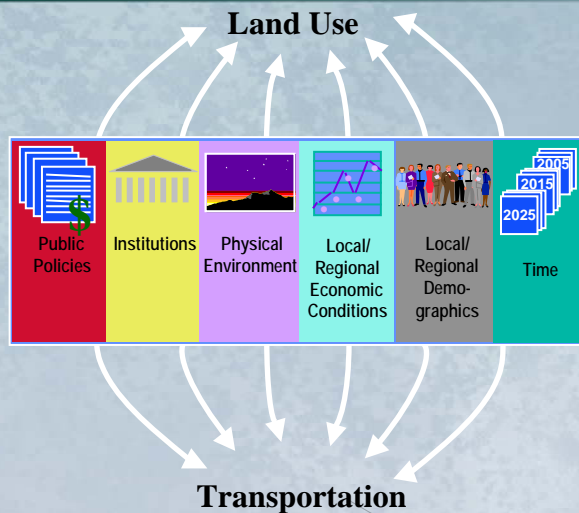 Land Use
$
Public
Policies
Institutions
Physical
Environment
Local/
Regional
Economic
Conditions
Local/
Regional
Demo-
graphics
2005
2015
2025
Time
Transportation